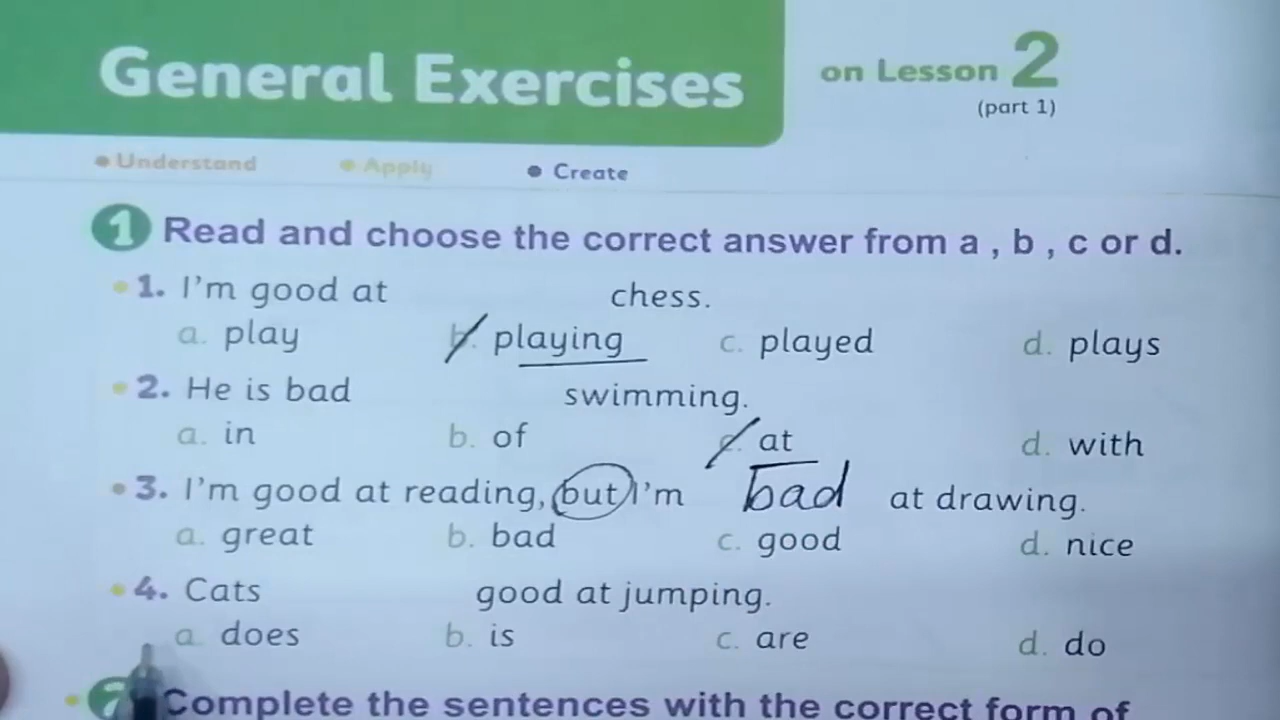 General Exercises on Lesson 2
(part 1)
Understand Apply Create
1 Read and choose the correct answer from a , b , c or d.
1. I'm good at chess.
a. play b. playing c. played d. plays
2. He is bad swimming.
a. in b. of c. at d. with
3. I'm good at reading, but I'm bad at drawing.
a. great b. bad c. good d. nice
4. Cats good at jumping.
a. does b. is c. are d. do
2 Complete the sentences with the correct form of